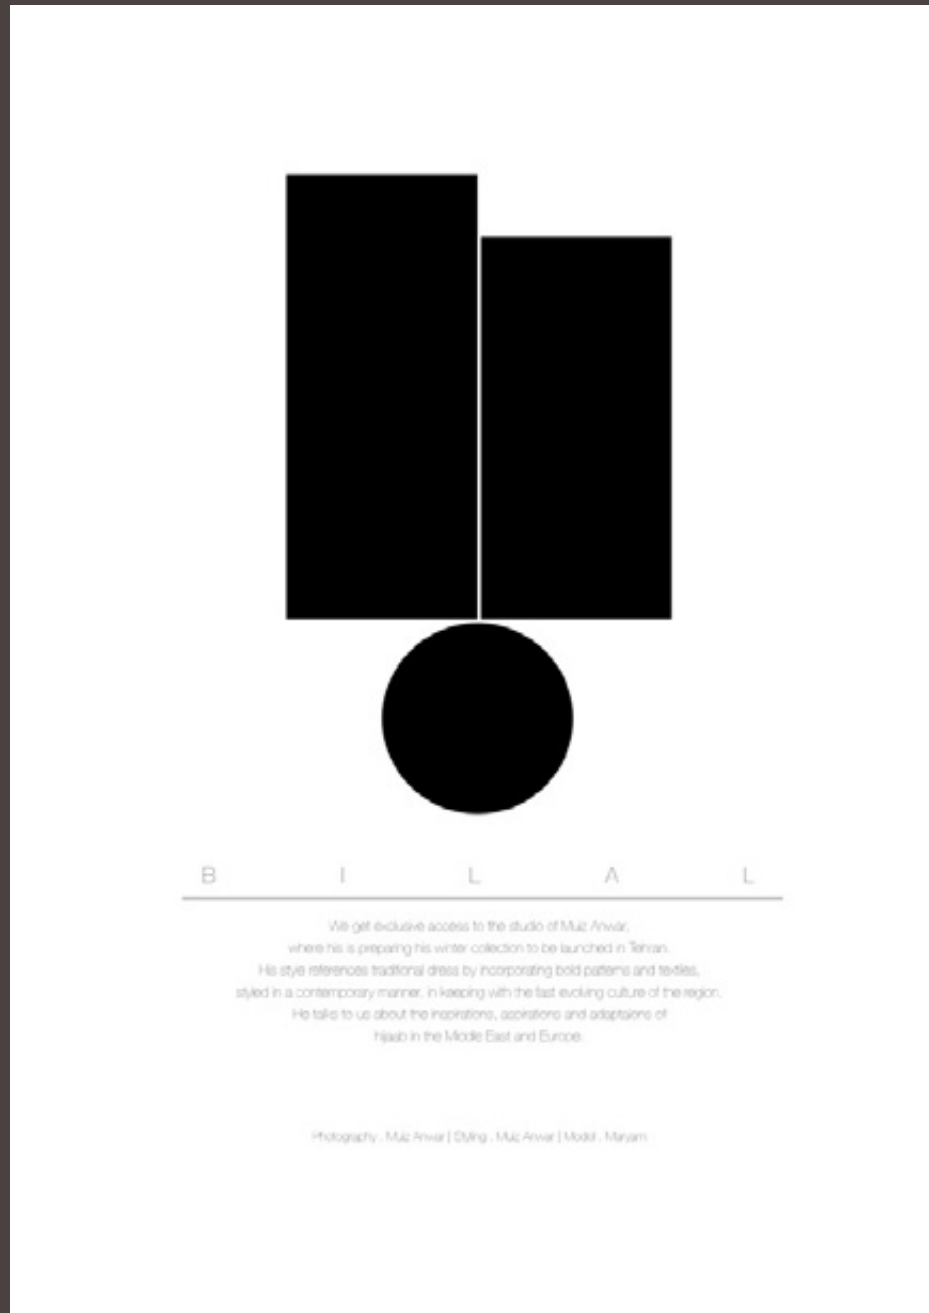 B I L A L
We get exclusive access to the studio of Muiz Anwar,
where his is preparing his winter collection to be launched in Tehran.
His style references traditional dress by incorporating bold patterns and textiles,
styled in a contemporary manner, in keeping with the fast evolving culture of the region.
He talks to us about the inspirations, aspirations and adaptaions of
hijaab in the Middle East and Europe.
Photography . Muiz Anwar | Styling . Muiz Anwar | Model . Maryam